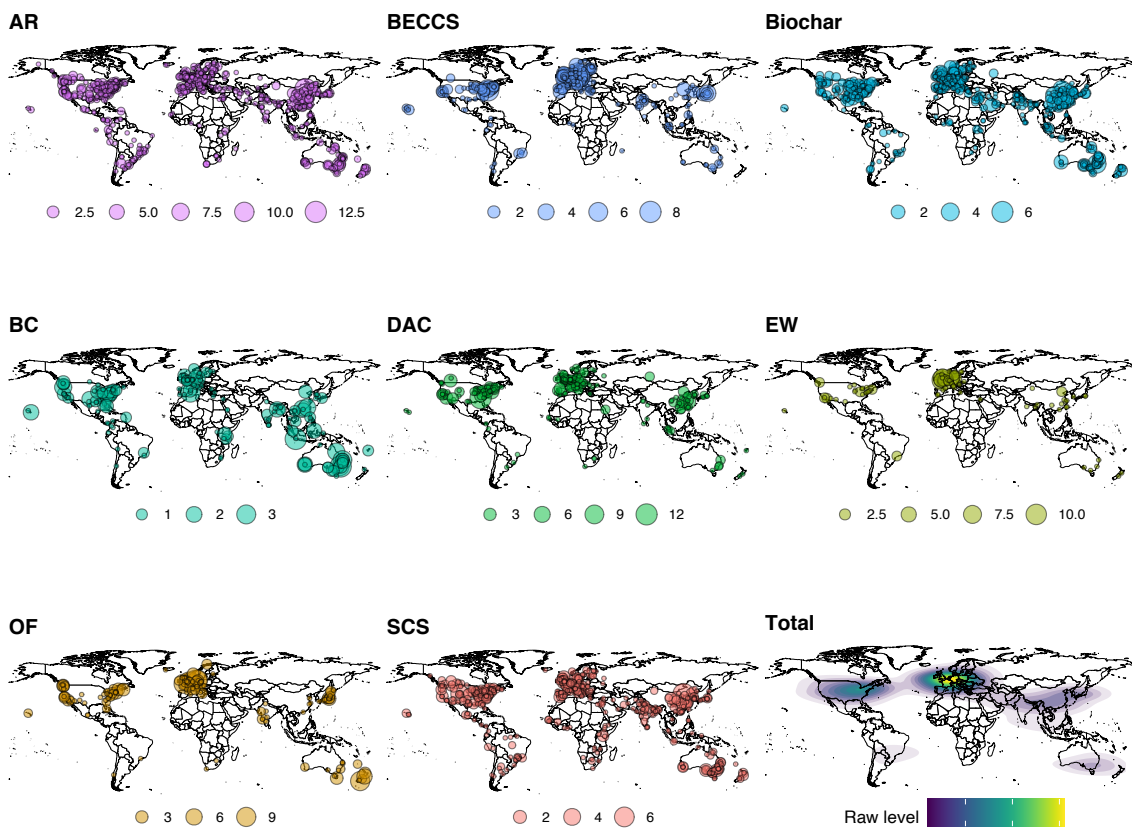 AR
BECCS
Biochar
2.5 5.0 7.5 10.0 12.5
2 4 6 8
2 4 6
BC
DAC
EW
1 2 3
3 6 9 12
2.5 5.0 7.5 10.0
OF
SCS
Total
3 6 9
2 4 6
Raw level